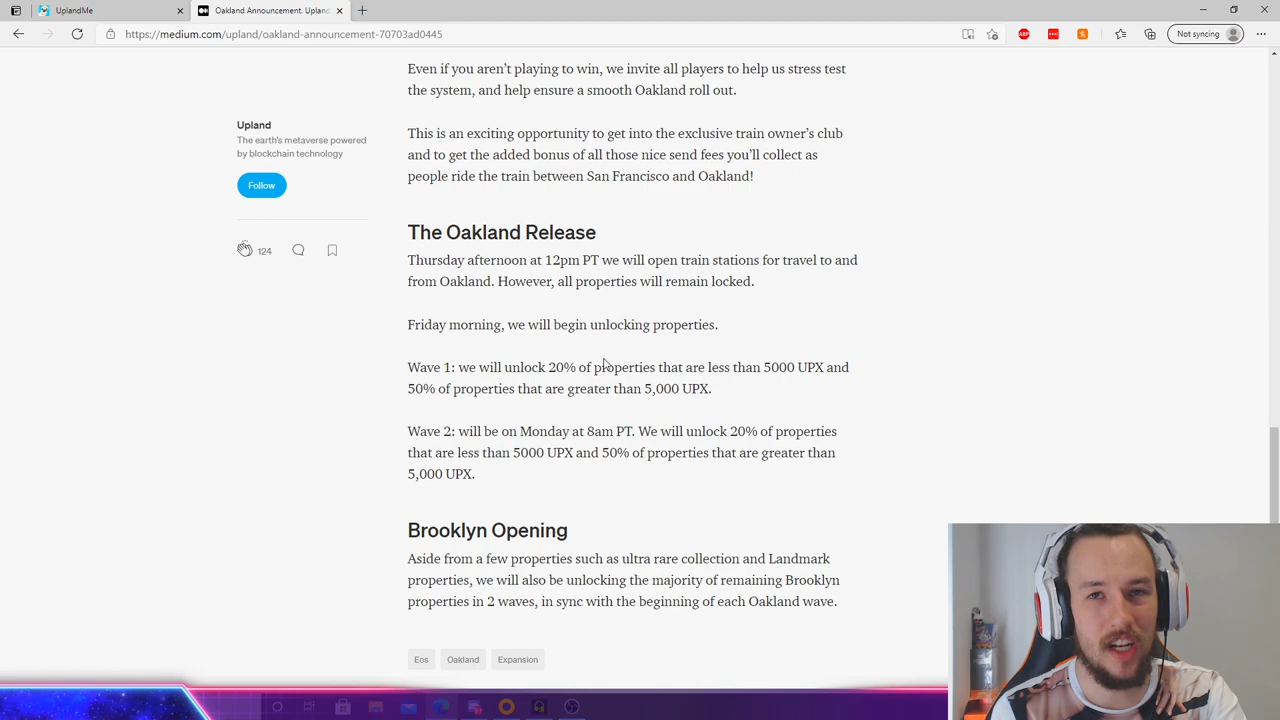 UplandMe
Oakland Announcement. Upland
https://medium.com/upland/oakland-announcement-70703ad0445
ABP
Not syncing
Even if you aren't playing to win, we invite all players to help us stress test
the system, and help ensure a smooth Oakland roll out.
Upland
The earth's metaverse powered
by blockchain technology
Follow
124
This is an exciting opportunity to get into the exclusive train owner's club
and to get the added bonus of all those nice send fees you'll collect as
people ride the train between San Francisco and Oakland!
The Oakland Release
Thursday afternoon at 12pm PT we will open train stations for travel to and
from Oakland. However, all properties will remain locked.
Friday morning, we will begin unlocking properties.
Wave 1: we will unlock 20% of properties that are less than 5000 UPX and
50% of properties that are greater than 5,000 UPX.
Wave 2: will be on Monday at 8am PT. We will unlock 20% of properties
that are less than 5000 UPX and 50% of properties that are greater than
5,000 UPX.
Brooklyn Opening
Aside from a few properties such as ultra rare collection and Landmark
properties, we will also be unlocking the majority of remaining Brooklyn
properties in 2 waves, in sync with the beginning of each Oakland wave.
Eos
Oakland
Expansion